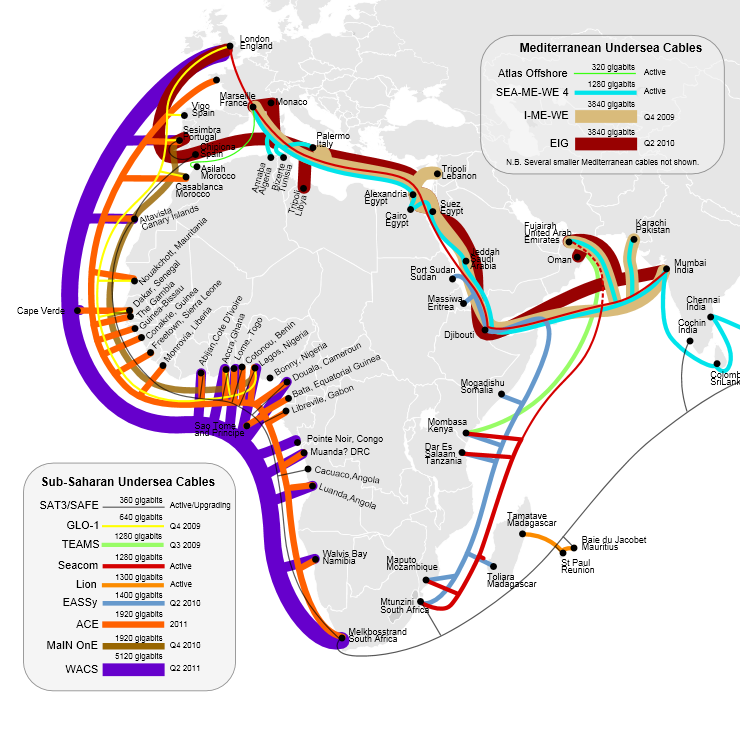 London
England
Vigo
Spain
Sesimbra
Portugal
Chipiona
Spain
Asilah
Morocco
Casablanca
Morocco
Marseille
France
Monaco
Palermo
Italy
Annaba
Algeria
Bizerte
Tunisia
Tripoli
Libya
Tripoli
Lebanon
Alexandria
Egypt
Cairo
Egypt
Suez
Egypt
Jeddah
Saudi
Arabia
Port Sudan
Sudan
Massiwa
Eritrea
Djibouti
Fujairah
United Arab
Emirates
Oman
Karachi
Pakistan
Mumbai
India
Chennai
India
Cochin
India
Colomb
SriLank
Altavista
Canary Islands
Nouakchott, Mauritania
Cape Verde
Dakar, Senegal
The Gambia
Guinea-Bissau
Conakrie, Guinea
Freetown, Sierra Leone
Monrovia, Liberia
Abijan,Cote D'Ivoire
Accra,Ghana
Lome, Togo
Cotonou, Benin
Lagos, Nigeria
Bonny, Nigeria
Douala, Cameroun
Bata, Equatorial Guinea
Libreville, Gabon
Sao Tome
and Principe
Pointe Noir, Congo
Muanda? DRC
Cacuaco,Angola
Luanda,Angola
Walvis Bay
Namibia
Melkbosstrand
South Africa
Mogadishu
Somalia
Mombasa
Kenya
Dar Es
Salaam
Tanzania
Maputo
Mozambique
Mtunzini
South Africa
Toliara
Madagascar
Tamatave
Madagascar
Baie du Jacobet
Mauritius
St Paul
Reunion
Mediterranean Undersea Cables
320 gigabits
Atlas Offshore Active
1280 gigabits
SEA-ME-WE 4 Active
3840 gigabits
I-ME-WE Q4 2009
3840 gigabits
EIG Q2 2010
N.B. Several smaller Mediterranean cables not shown.
Sub-Saharan Undersea Cables
360 gigabits
SAT3/SAFE Active/Upgrading
640 gigabits
GLO-1 Q4 2009
1280 gigabits
TEAMS Q3 2009
1280 gigabits
Seacom Active
1300 gigabits
Lion Active
1400 gigabits
EASSy Q2 2010
1920 gigabits
ACE 2011
1920 gigabits
MaIN OnE Q4 2010
5120 gigabits
WACS Q2 2011